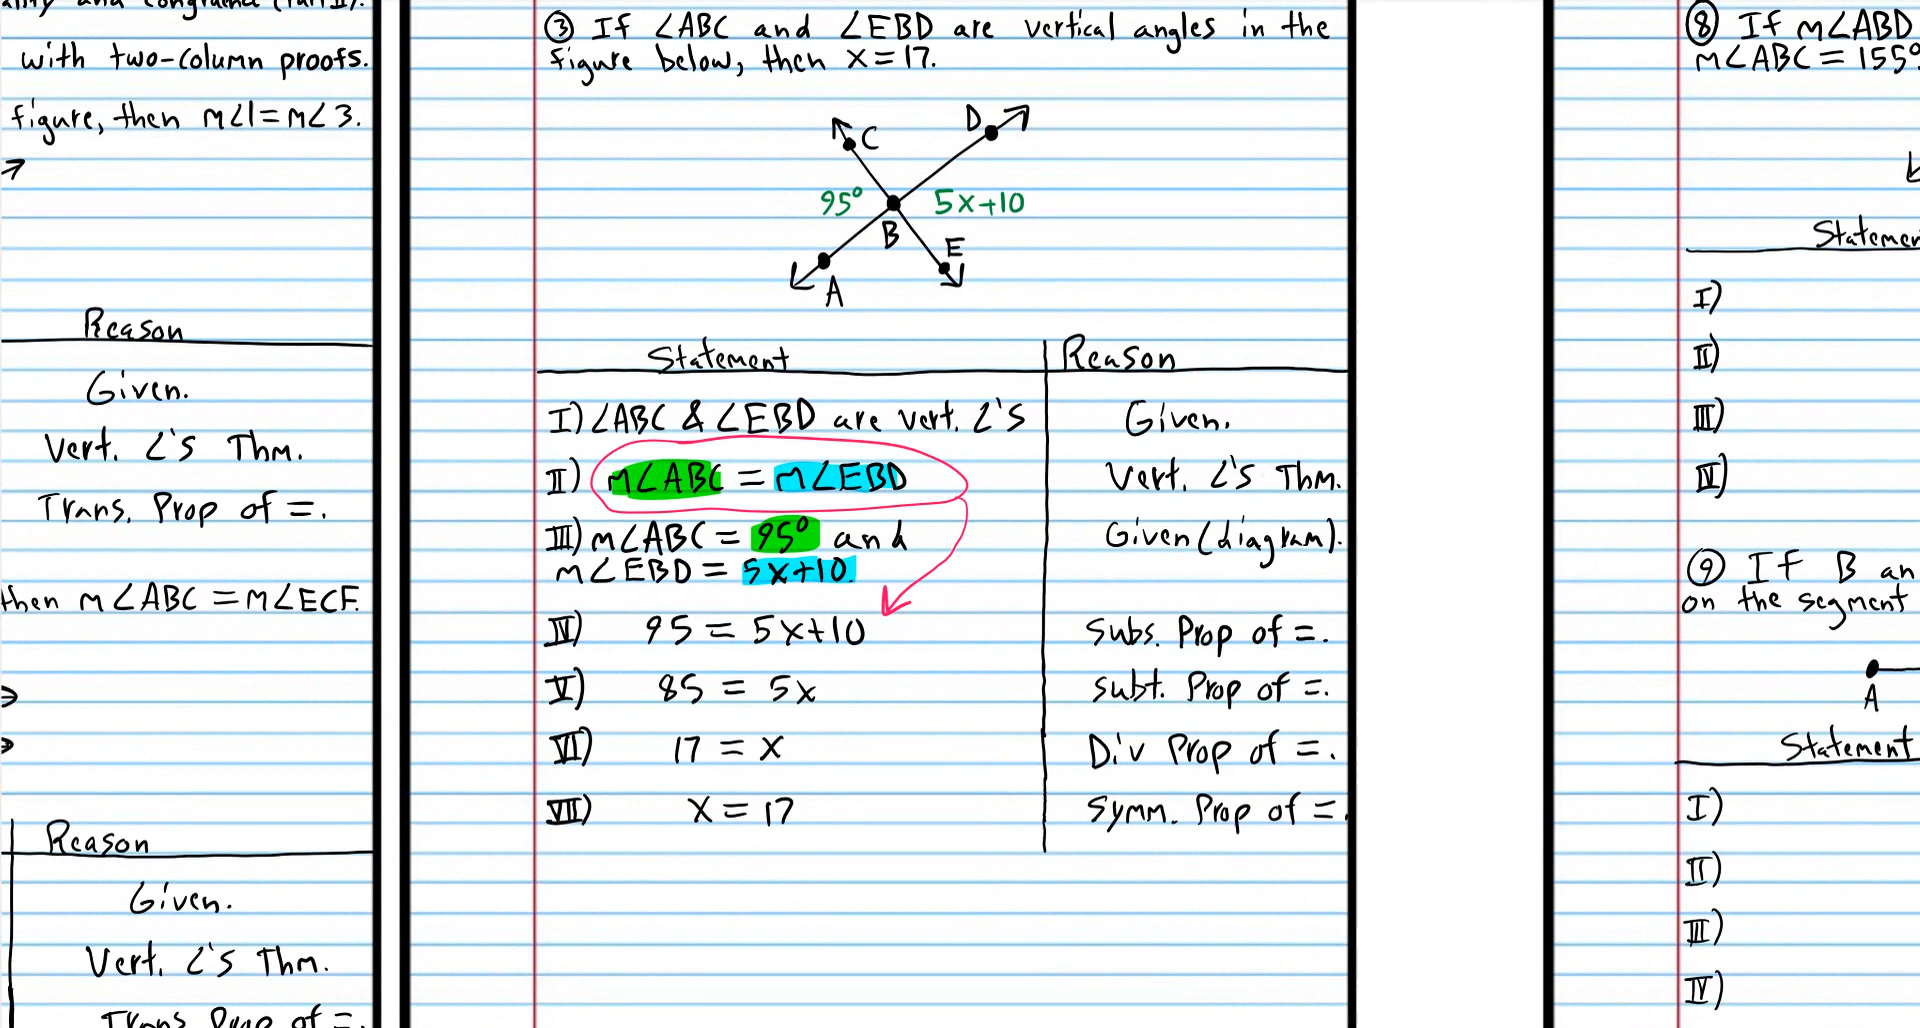 with two-column proofs.
figure, then m∠1=m∠3.
Reason
Given.
Vert. ∠'s Thm.
Trans. Prop of =.
then m∠ABC = m∠ECF.
Reason
Given.
Vert. ∠'s Thm.
Trans. Prop of =.
③ If ∠ABC and ∠EBD are vertical angles in the
figure below, then x=17.
C
D
95°
5x+10
B
E
A
Statement
Reason
I) ∠ABC & ∠EBD are vert. ∠'s
Given.
II) m∠ABC = m∠EBD
Vert. ∠'s Thm.
III) m∠ABC = 95° and
m∠EBD = 5x+10.
Given (diagram).
IV) 95 = 5x+10
Subs. Prop of =.
V) 85 = 5x
Subt. Prop of =.
VI) 17 = x
Div Prop of =.
VII) x = 17
Symm. Prop of =.
⑧ If m∠ABD
m∠ABC = 155°
Statemen
I)
II)
III)
IV)
⑨ If B an
on the segment
A
Statement
I)
II)
III)
IV)